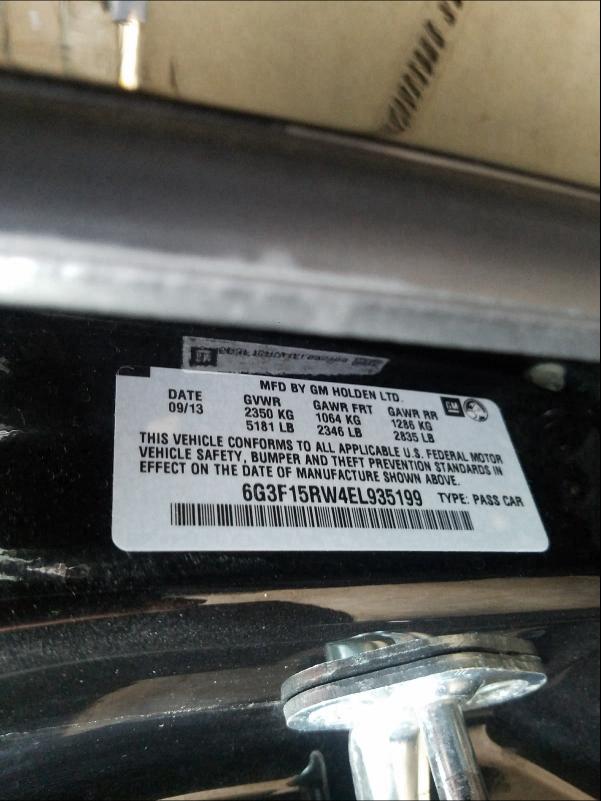 MFD BY GM HOLDEN LTD.
DATE GVWR GAWR FRT GAWR RR GM
09/13 2350 KG 1064 KG 1286 KG
5181 LB 2346 LB 2835 LB
THIS VEHICLE CONFORMS TO ALL APPLICABLE U.S. FEDERAL MOTOR
VEHICLE SAFETY, BUMPER AND THEFT PREVENTION STANDARDS IN
EFFECT ON THE DATE OF MANUFACTURE SHOWN ABOVE.
6G3F15RW4EL935199 TYPE: PASS CAR